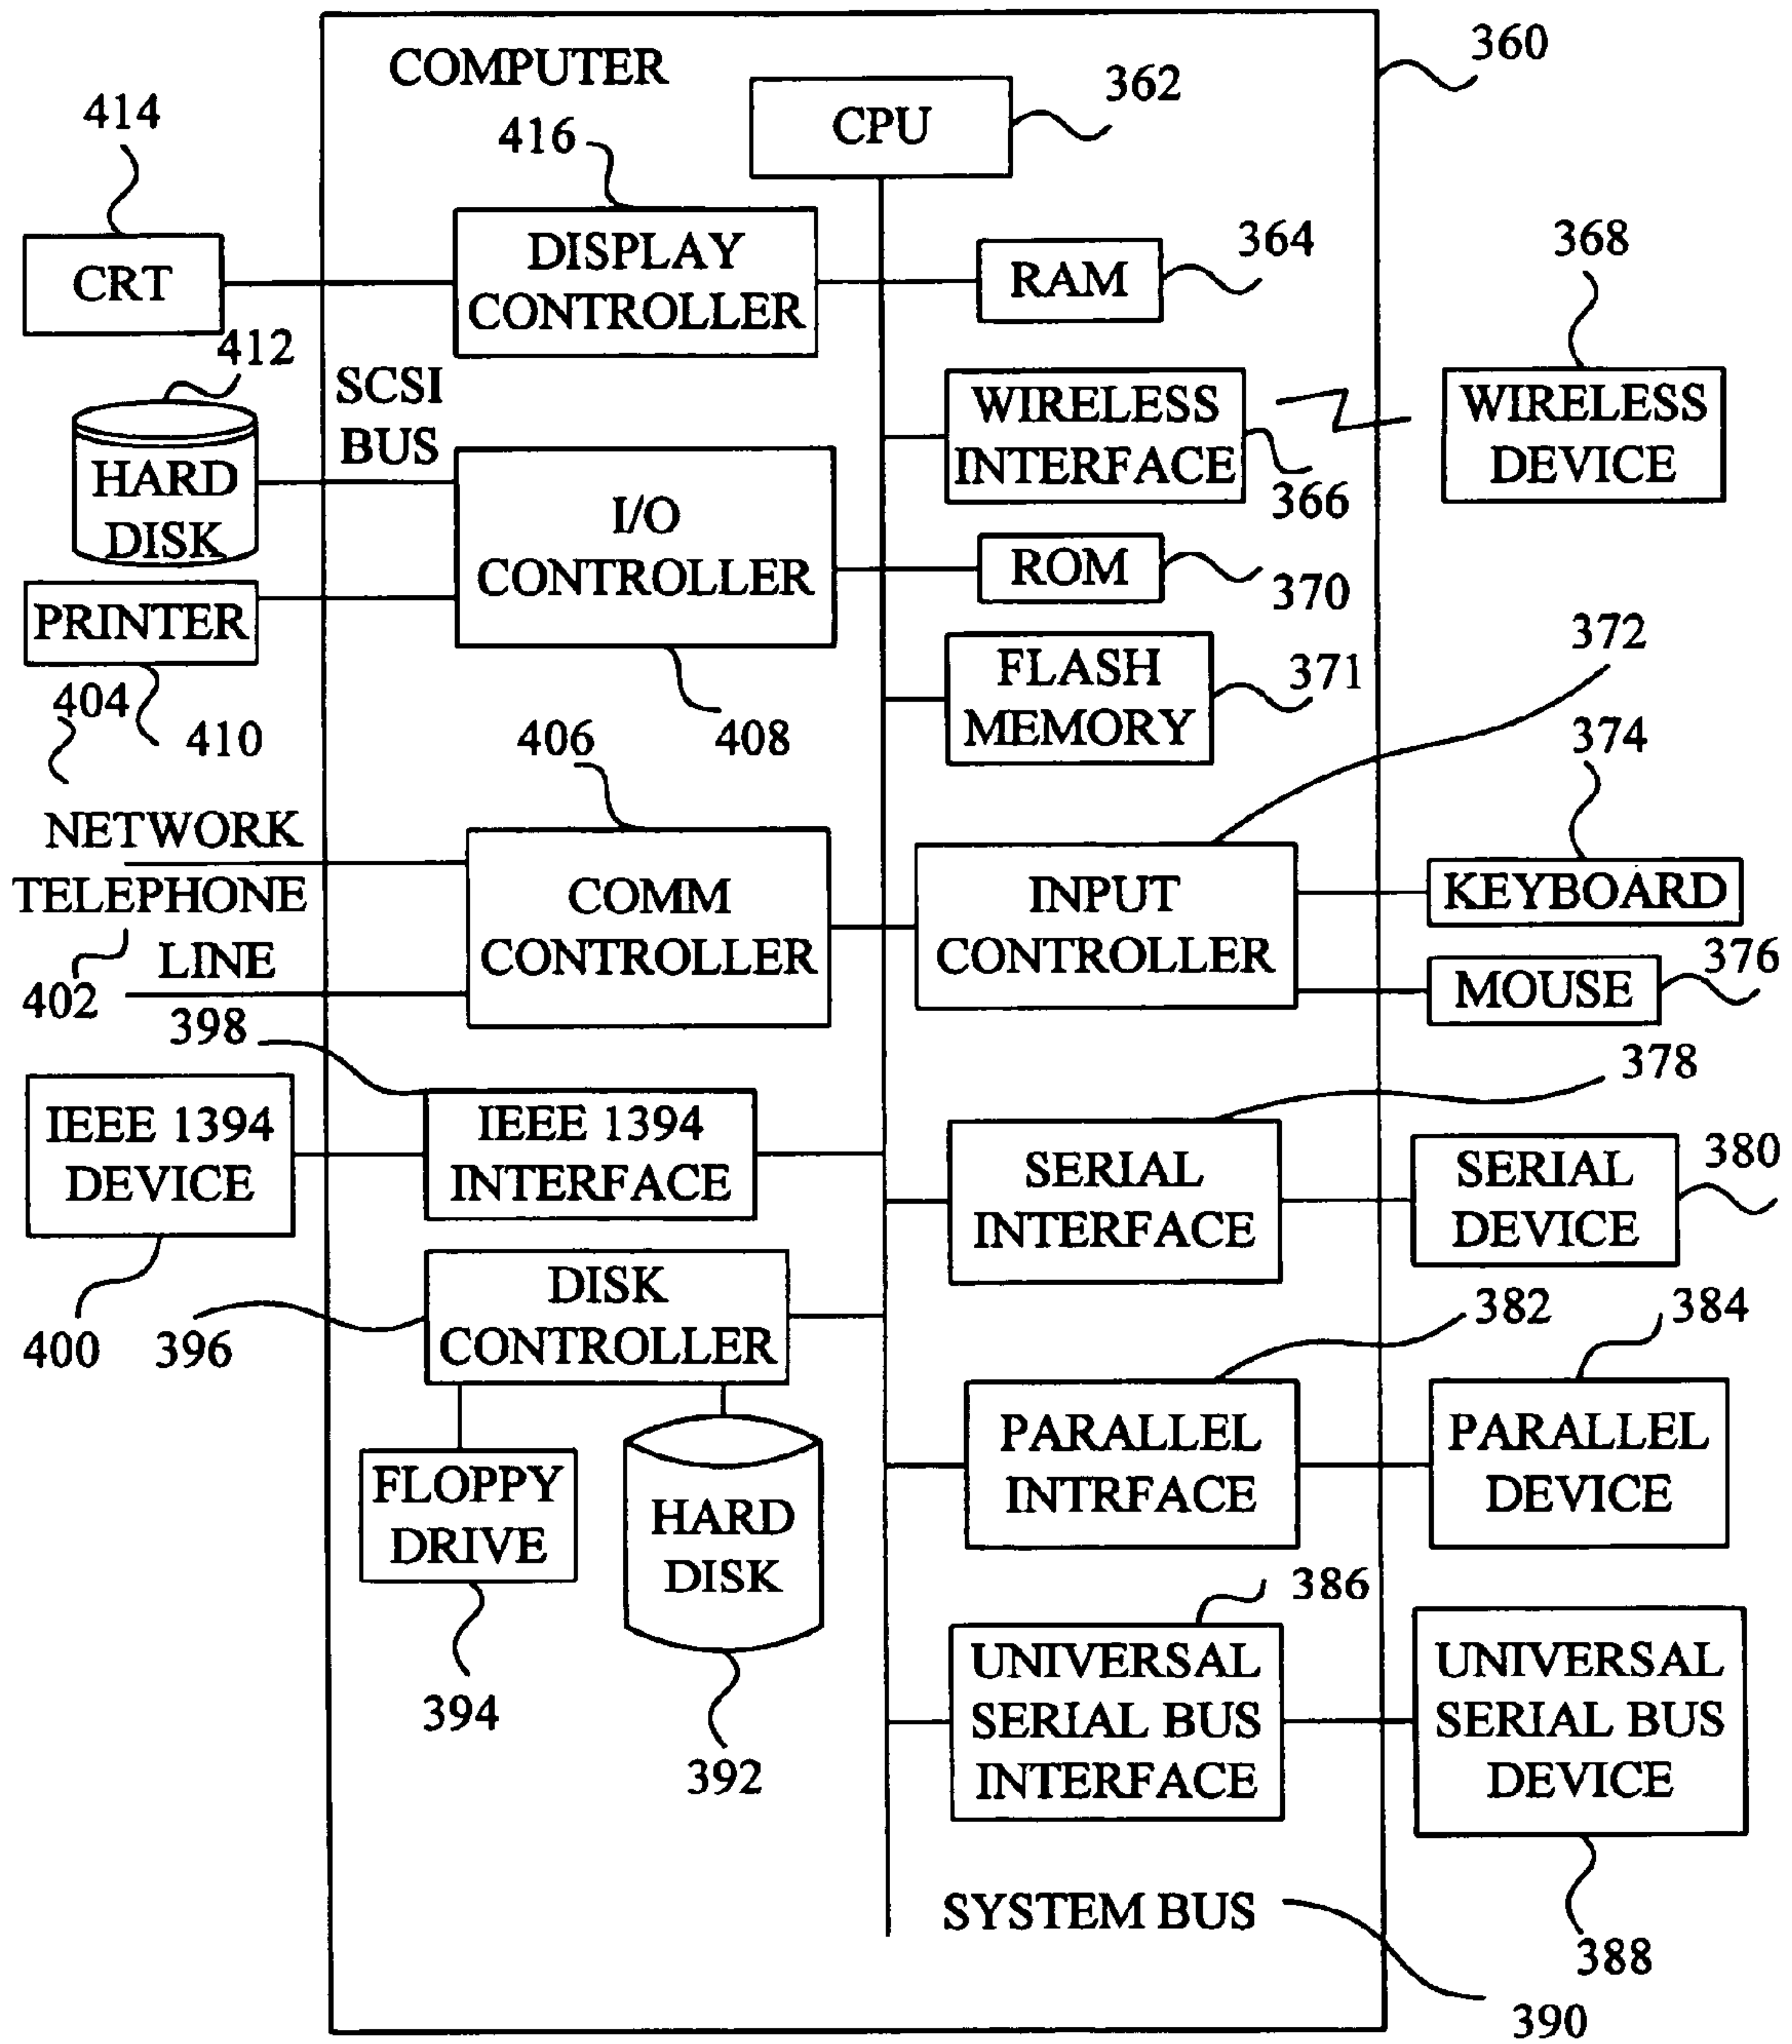 COMPUTER
360
362
CPU
414
416
CRT
DISPLAY
CONTROLLER
RAM
364
368
412
SCSI
BUS
HARD
DISK
I/O
CONTROLLER
WIRELESS
INTERFACE
366
WIRELESS
DEVICE
ROM
370
PRINTER
404
410
408
FLASH
MEMORY
371
372
374
406
NETWORK
TELEPHONE
LINE
402
COMM
CONTROLLER
INPUT
CONTROLLER
KEYBOARD
MOUSE
376
398
378
IEEE 1394
DEVICE
IEEE 1394
INTERFACE
SERIAL
INTERFACE
SERIAL
DEVICE
380
400
396
DISK
CONTROLLER
382
384
FLOPPY
DRIVE
HARD
DISK
PARALLEL
INTRFACE
PARALLEL
DEVICE
394
392
386
UNIVERSAL
SERIAL BUS
INTERFACE
UNIVERSAL
SERIAL BUS
DEVICE
SYSTEM BUS
388
390